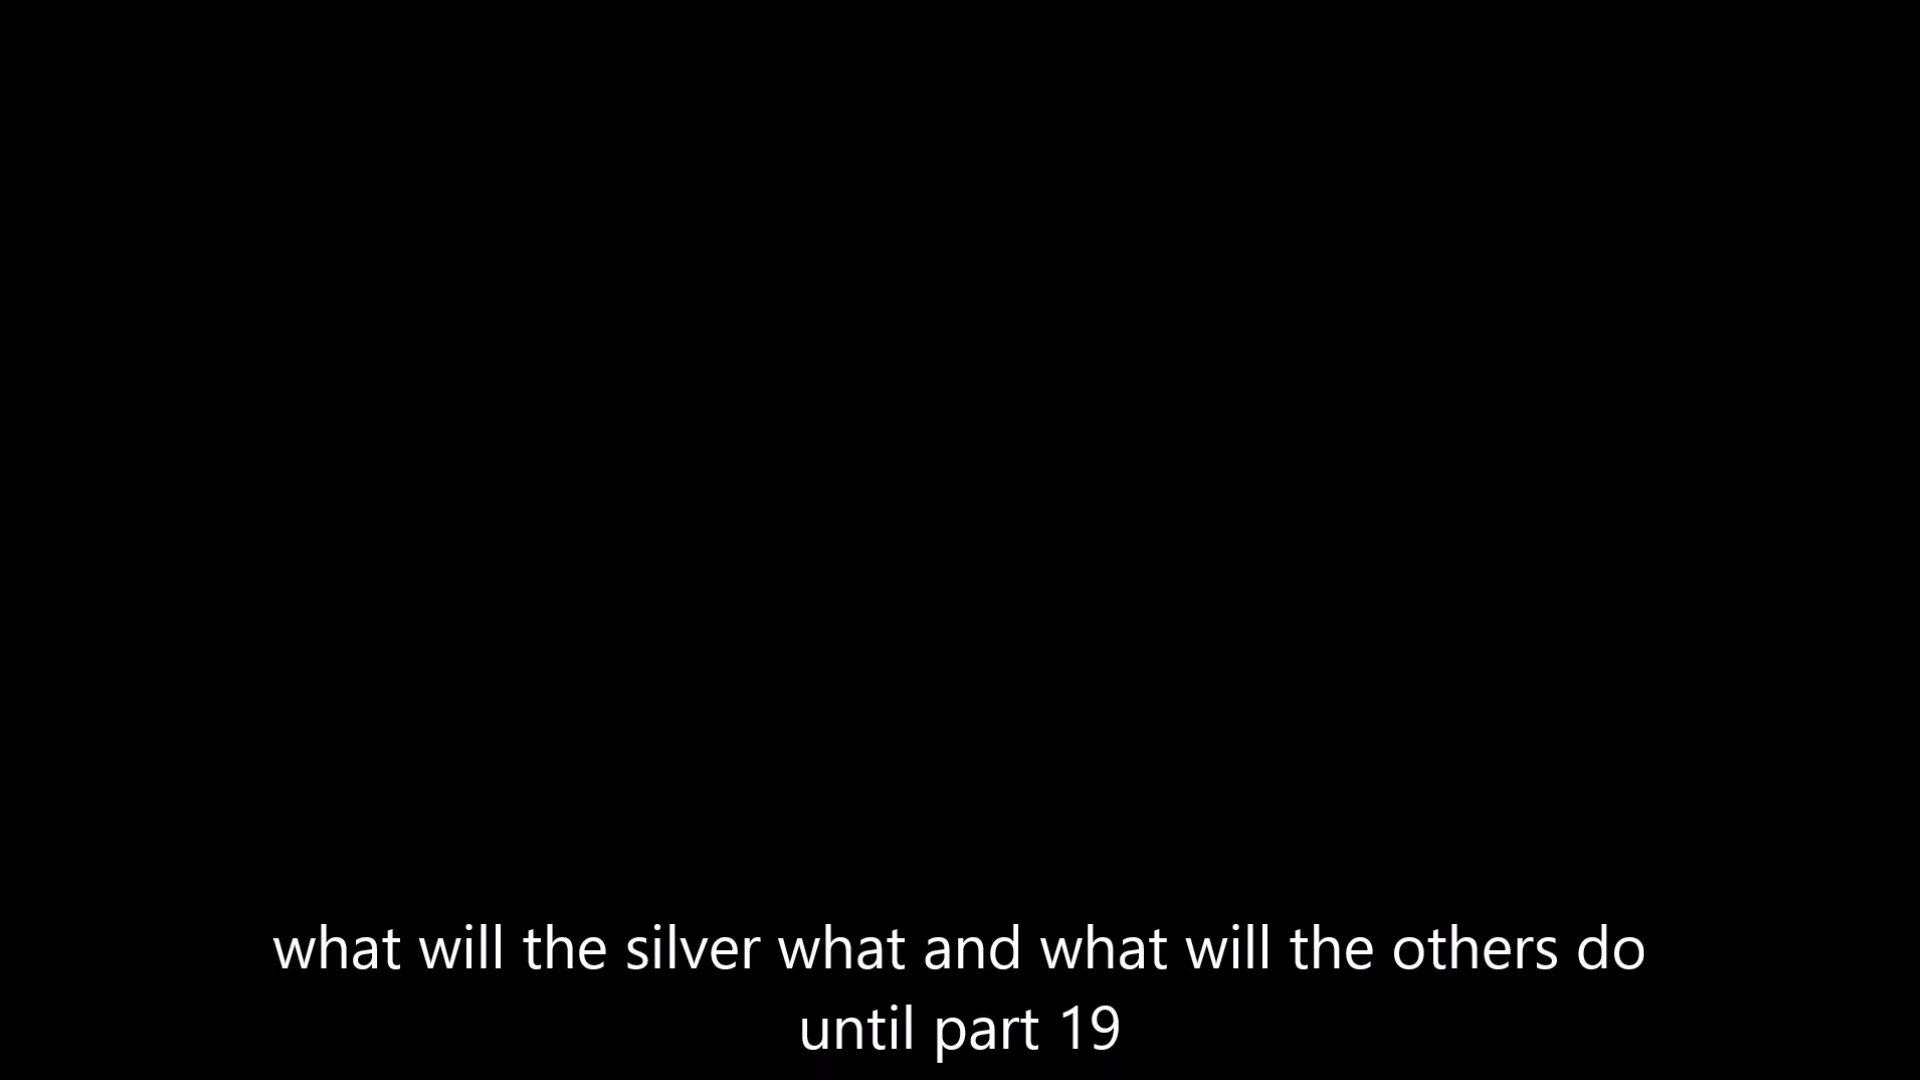 what will the silver what and what will the others do
until part 19